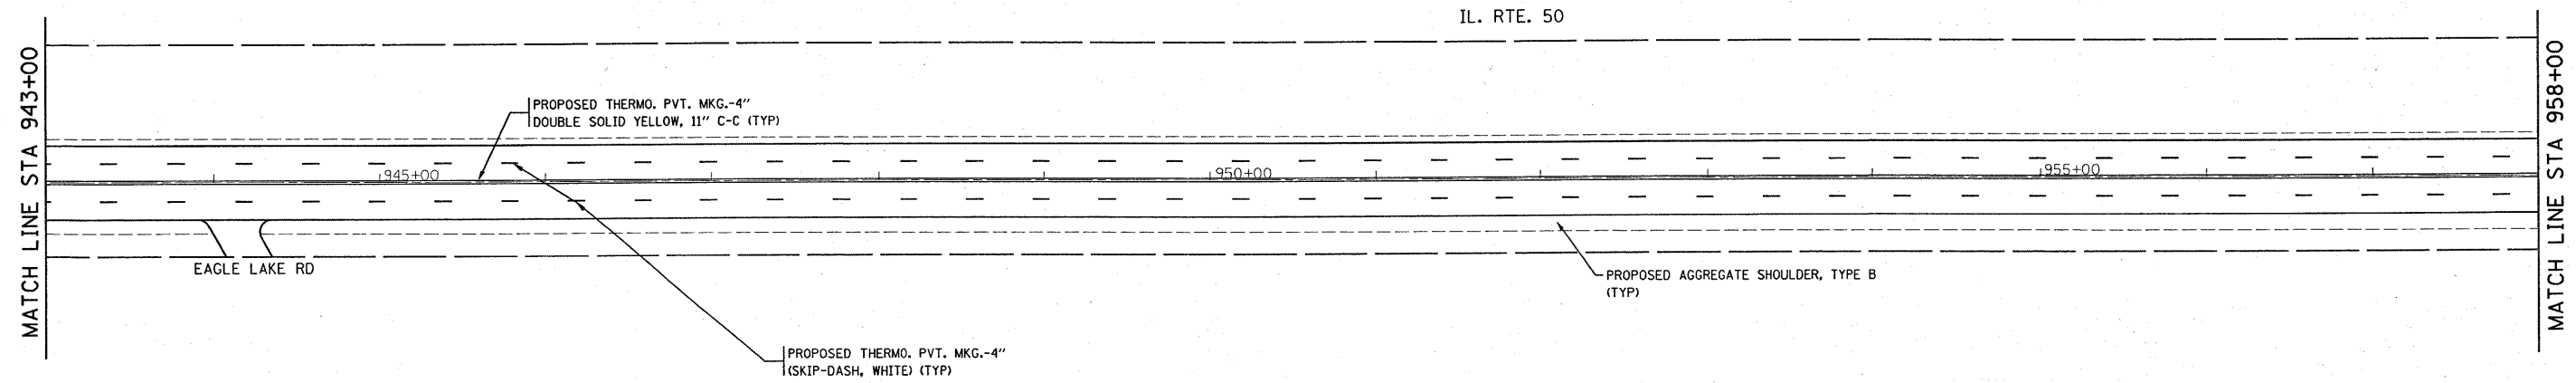 IL. RTE. 50
MATCH LINE STA 943+00
PROPOSED THERMO. PVT. MKG.-4"
DOUBLE SOLID YELLOW, 11" C-C (TYP)
945+00
950+00
955+00
EAGLE LAKE RD
PROPOSED AGGREGATE SHOULDER, TYPE B
(TYP)
PROPOSED THERMO. PVT. MKG.-4"
(SKIP-DASH, WHITE) (TYP)
MATCH LINE STA 958+00